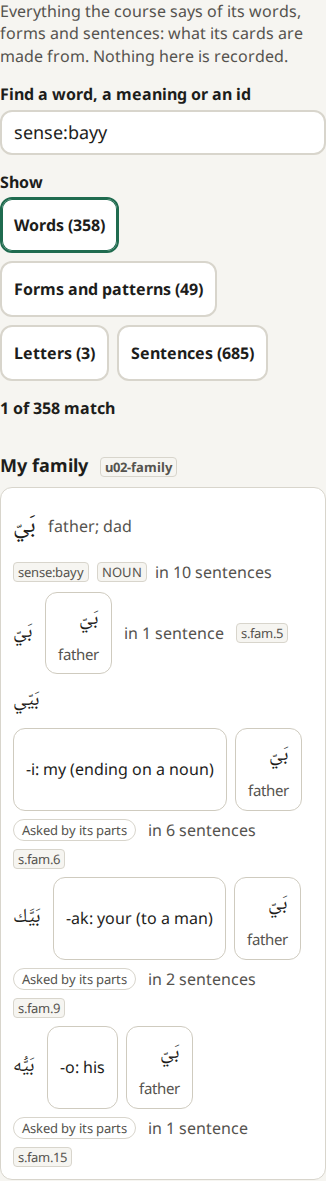 Everything the course says of its words,
forms and sentences: what its cards are
made from. Nothing here is recorded.
Find a word, a meaning or an id
sense:bayy
Show
Words (358)
Forms and patterns (49)
Letters (3) Sentences (685)
1 of 358 match
My family u02-family
بَيّ father; dad
sense:bayy NOUN in 10 sentences
بَيّ بَيّ father in 1 sentence s.fam.5
بَيّي
-i: my (ending on a noun) بَيّ father
Asked by its parts in 6 sentences
s.fam.6
بَيَّك -ak: your (to a man) بَيّ father
Asked by its parts in 2 sentences
s.fam.9
بَيُّه -o: his بَيّ father
Asked by its parts in 1 sentence
s.fam.15